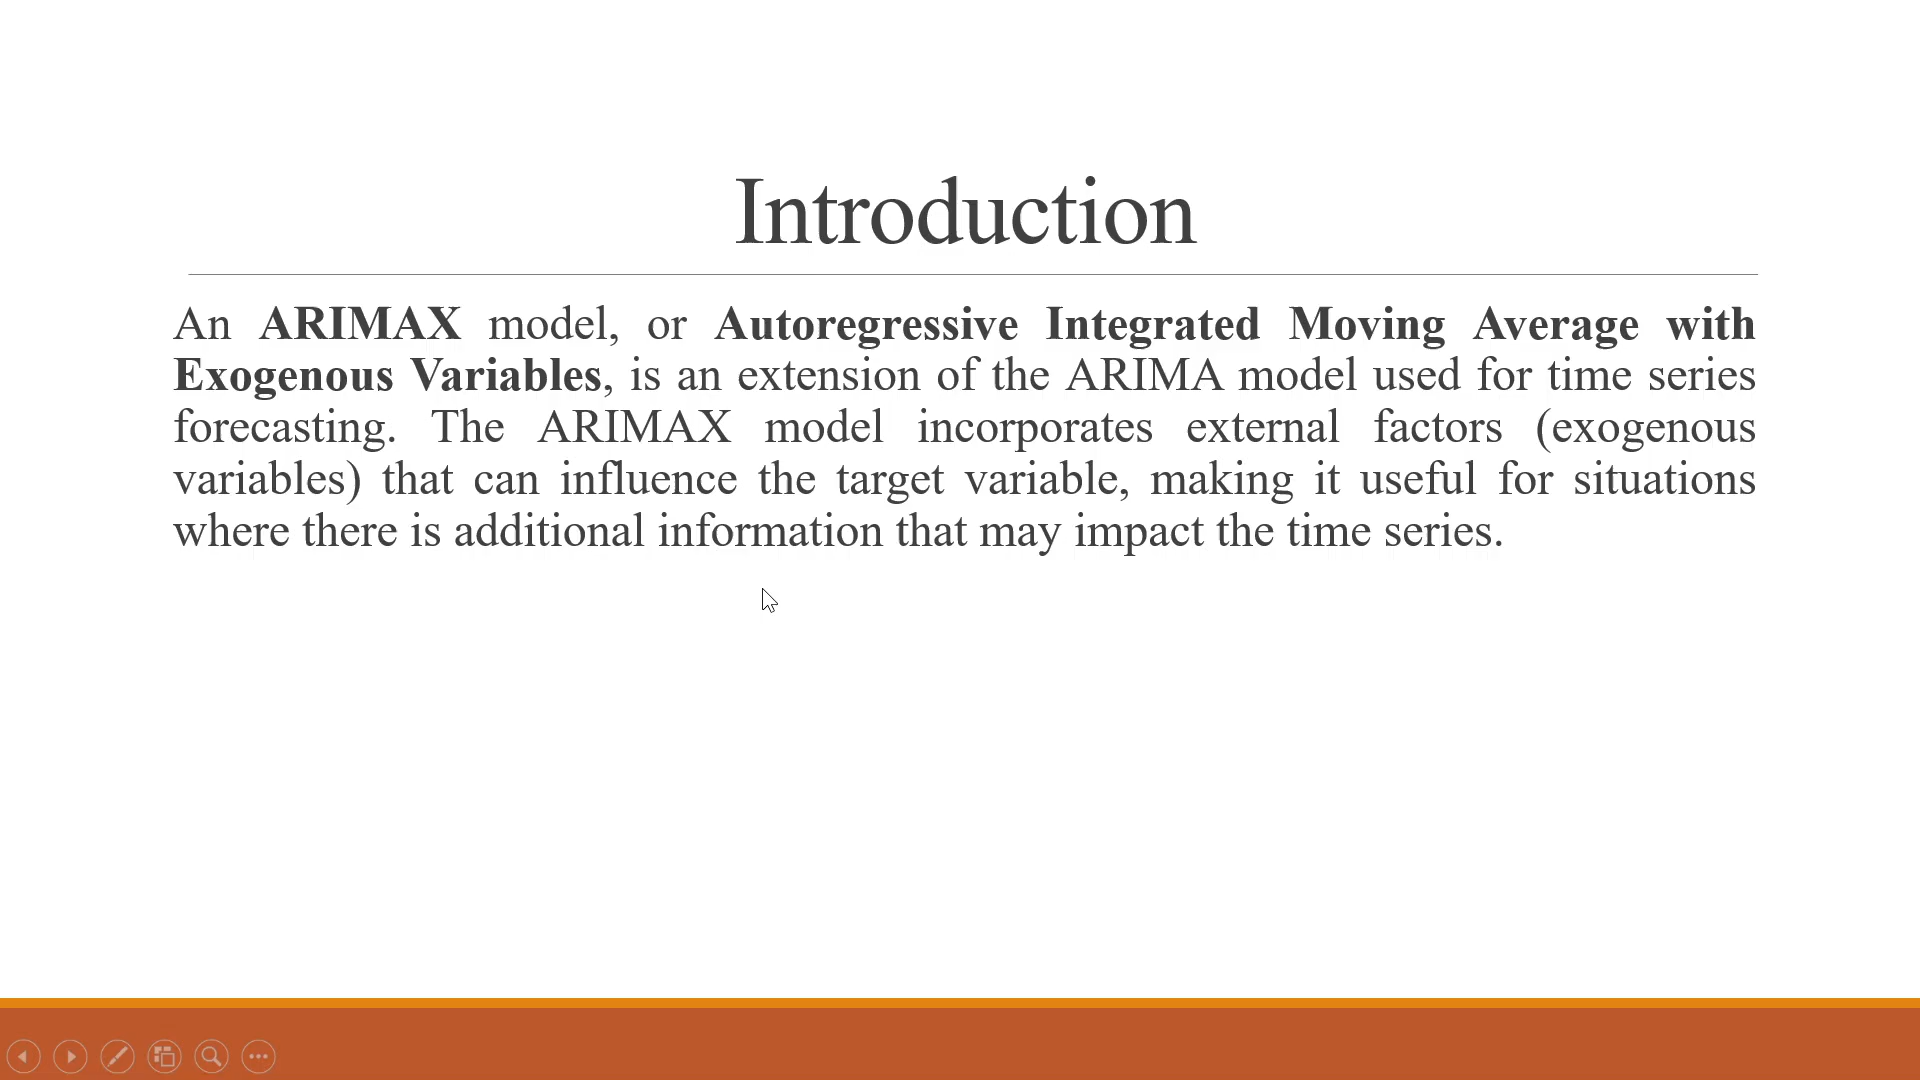 Introduction
An ARIMAX model, or Autoregressive Integrated Moving Average with
Exogenous Variables, is an extension of the ARIMA model used for time series
forecasting. The ARIMAX model incorporates external factors (exogenous
variables) that can influence the target variable, making it useful for situations
where there is additional information that may impact the time series.